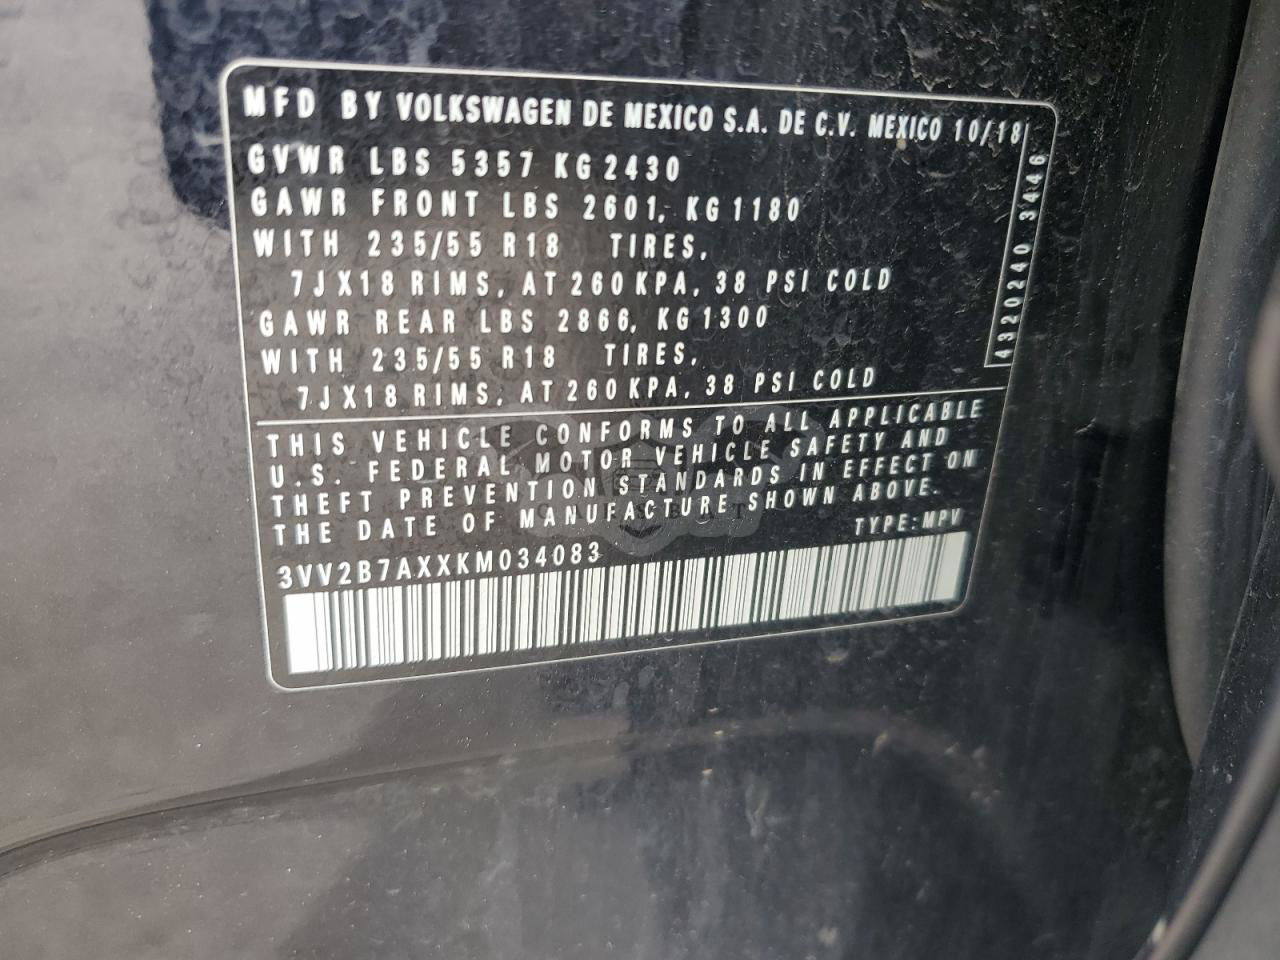 MFD BY VOLKSWAGEN DE MEXICO S.A. DE C.V. MEXICO 10/18
GVWR LBS 5357 KG 2430
GAWR FRONT LBS 2601, KG 1180
WITH 235/55 R18 TIRES,
7JX18 RIMS, AT 260 KPA, 38 PSI COLD
GAWR REAR LBS 2866, KG 1300
WITH 235/55 R18 TIRES,
7JX18 RIMS, AT 260 KPA, 38 PSI COLD
4320240 3446
THIS VEHICLE CONFORMS TO ALL APPLICABLE
U.S. FEDERAL MOTOR VEHICLE SAFETY AND
THEFT PREVENTION STANDARDS IN EFFECT ON
THE DATE OF MANUFACTURE SHOWN ABOVE.
TYPE: MPV
3VV2B7AXXKM034083